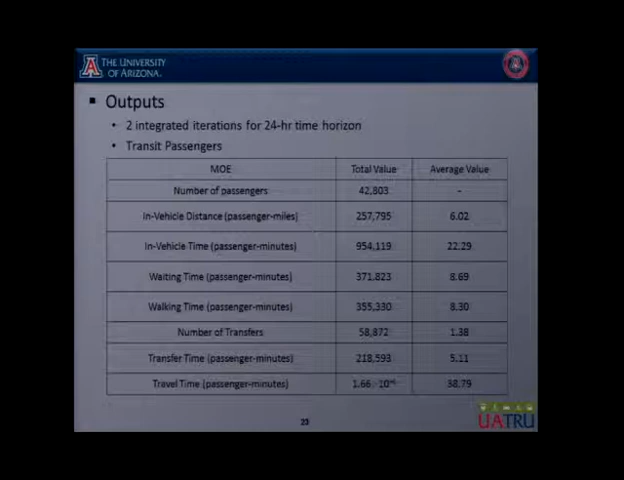 THE UNIVERSITY
OF ARIZONA.
Outputs
2 integrated iterations for 24-hr time horizon
Transit Passengers
MOE Total Value Average Value
Number of passengers 42,803 -
In-Vehicle Distance (passenger-miles) 257,795 6.02
In-Vehicle Time (passenger-minutes) 954,119 22.29
Waiting Time (passenger-minutes) 371,823 8.69
Walking Time (passenger-minutes) 355,330 8.30
Number of Transfers 58,872 1.38
Transfer Time (passenger-minutes) 218,593 5.11
Travel Time (passenger-minutes) 1.66 38.79
23
UATRU